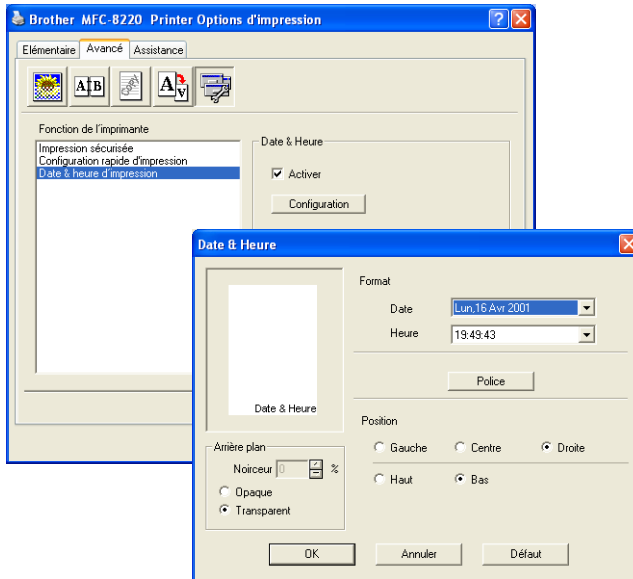 Brother MFC-8220 Printer Options d'impression
Elémentaire Avancé Assistance
A B
A V
Fonction de l'imprimante
Impression sécurisée
Configuration rapide d'impression
Date & heure d'impression
Date & Heure
Activer
Configuration
Date & Heure
Date & Heure
Format
Date Lun,16 Avr 2001
Heure 19:49:43
Police
Position
Gauche Centre Droite
Haut Bas
Arrière plan
Noirceur 0 %
Opaque
Transparent
OK Annuler Défaut